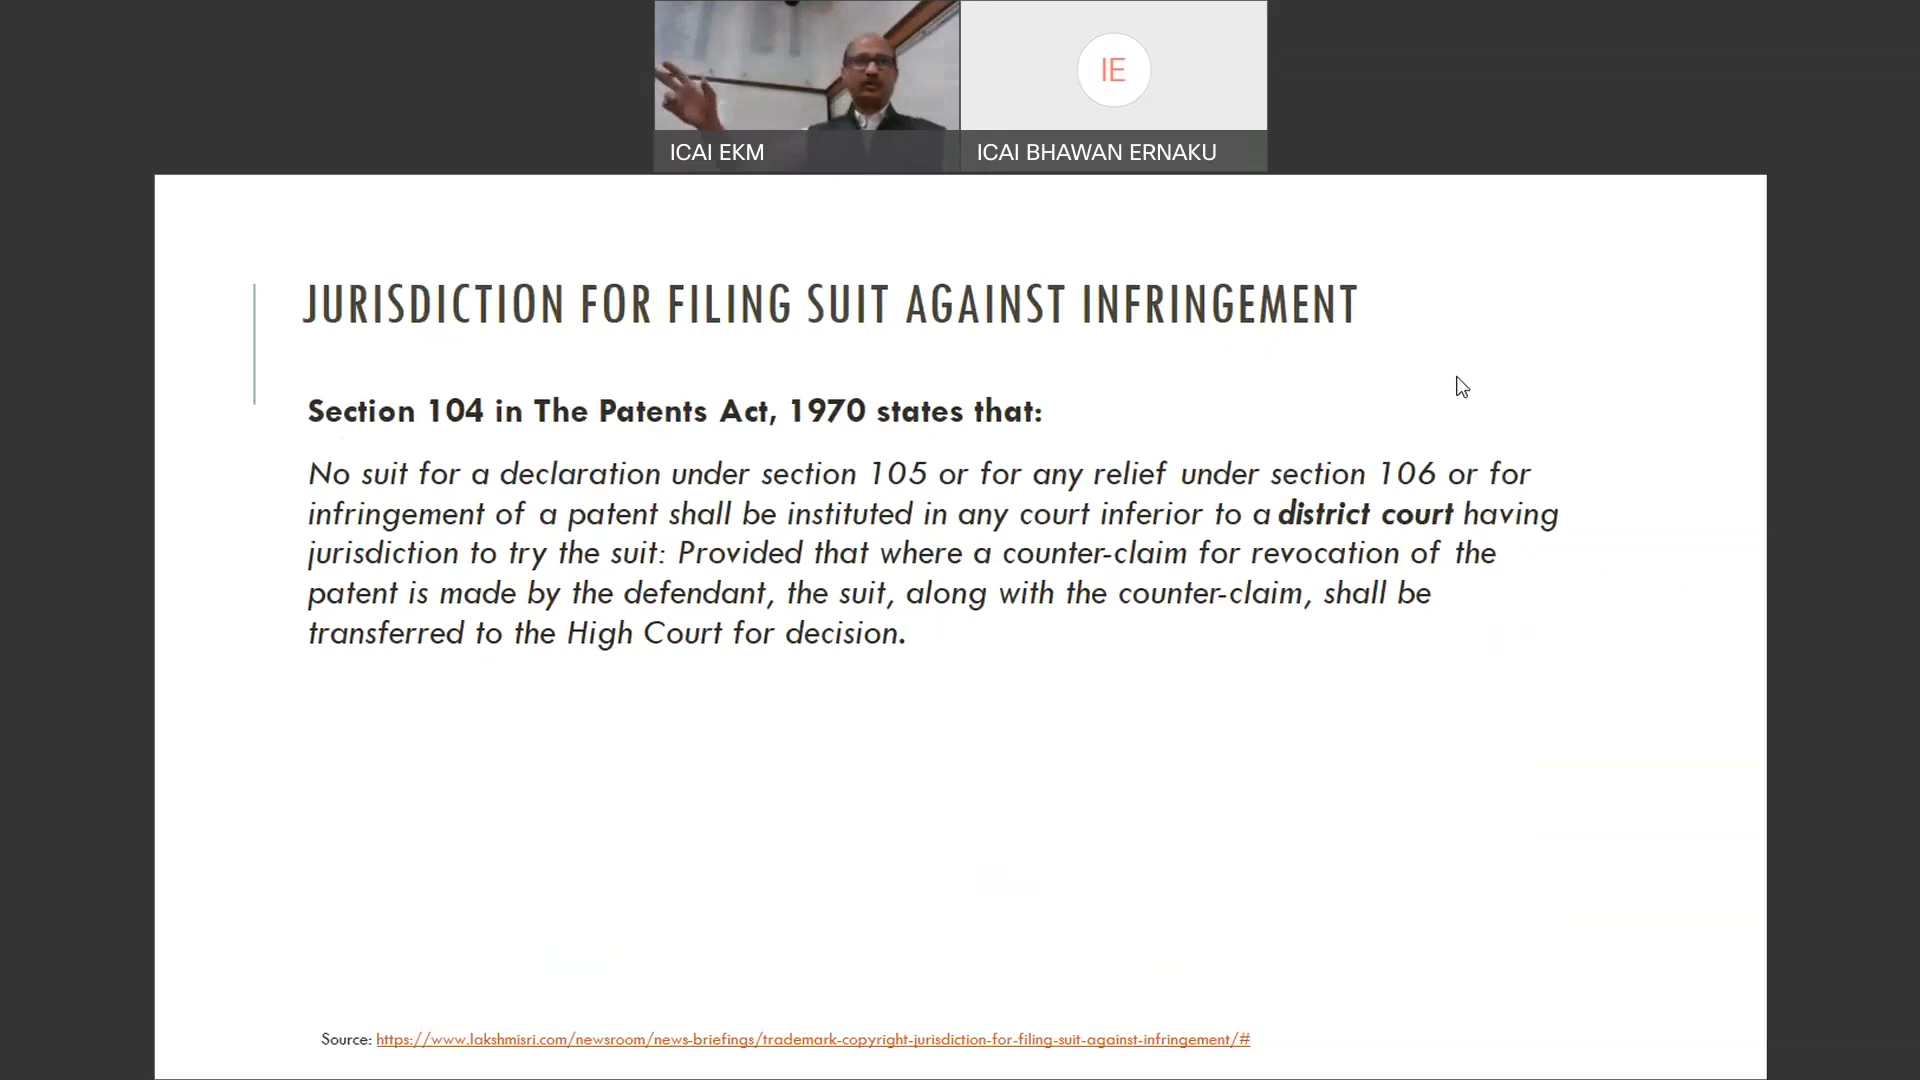 ICAI EKM
IE
ICAI BHAWAN ERNAKU
JURISDICTION FOR FILING SUIT AGAINST INFRINGEMENT
Section 104 in The Patents Act, 1970 states that:
No suit for a declaration under section 105 or for any relief under section 106 or for
infringement of a patent shall be instituted in any court inferior to a district court having
jurisdiction to try the suit: Provided that where a counter-claim for revocation of the
patent is made by the defendant, the suit, along with the counter-claim, shall be
transferred to the High Court for decision.
Source: https://www.lakshmisri.com/newsroom/news-briefings/trademark-copyright-jurisdiction-for-filing-suit-against-infringement/#